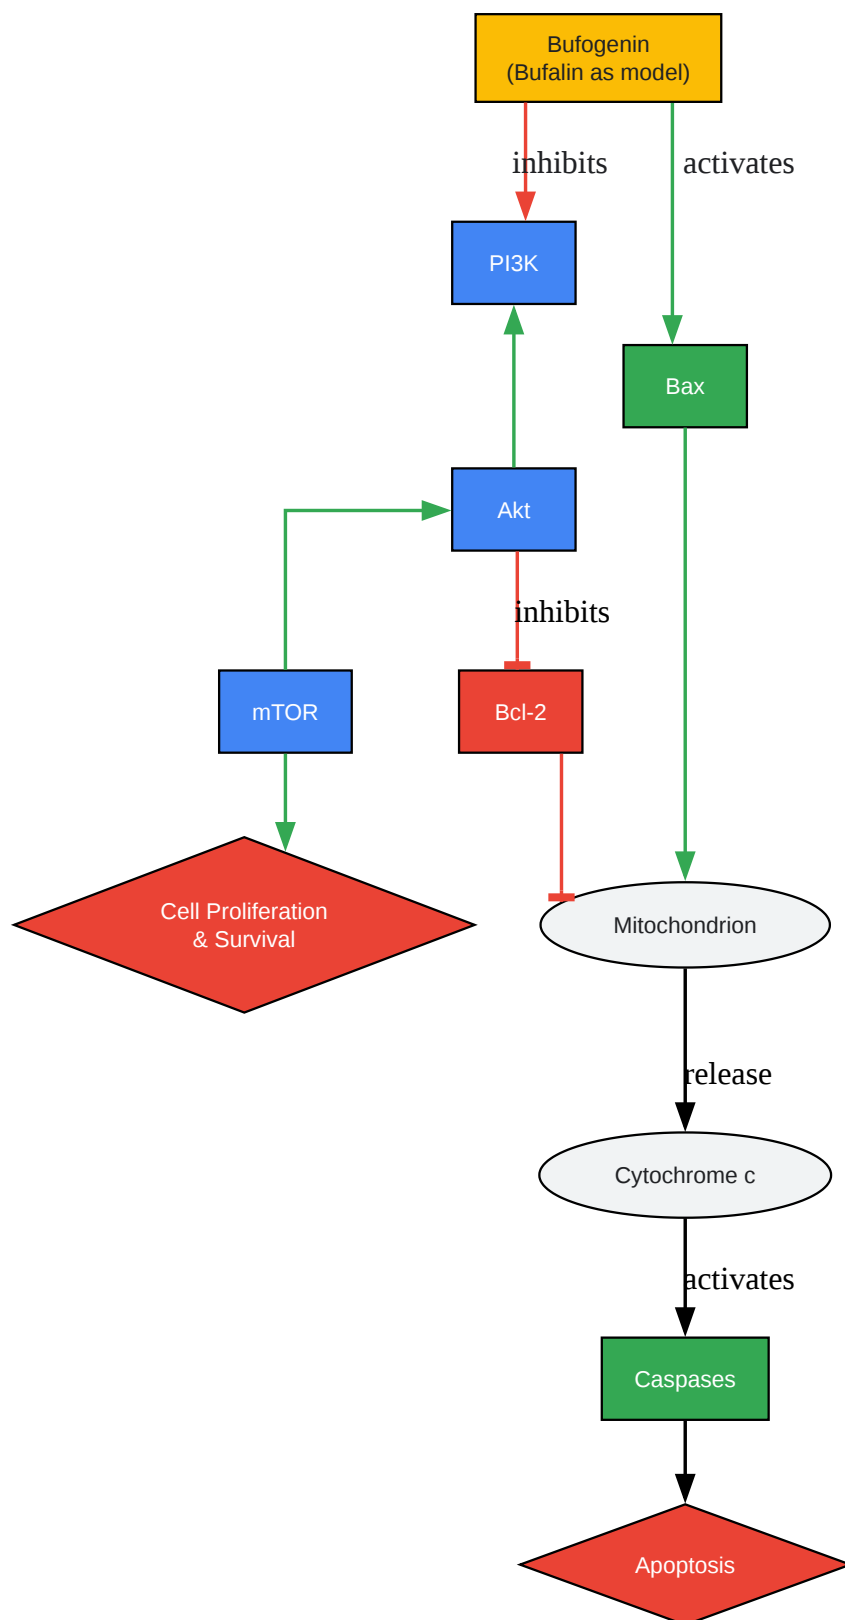 Bufogenin
(Bufalin as model)
inhibits
activates
PI3K
Bax
Akt
inhibits
mTOR
Bcl-2
Cell Proliferation
& Survival
Mitochondrion
release
Cytochrome c
activates
Caspases
Apoptosis